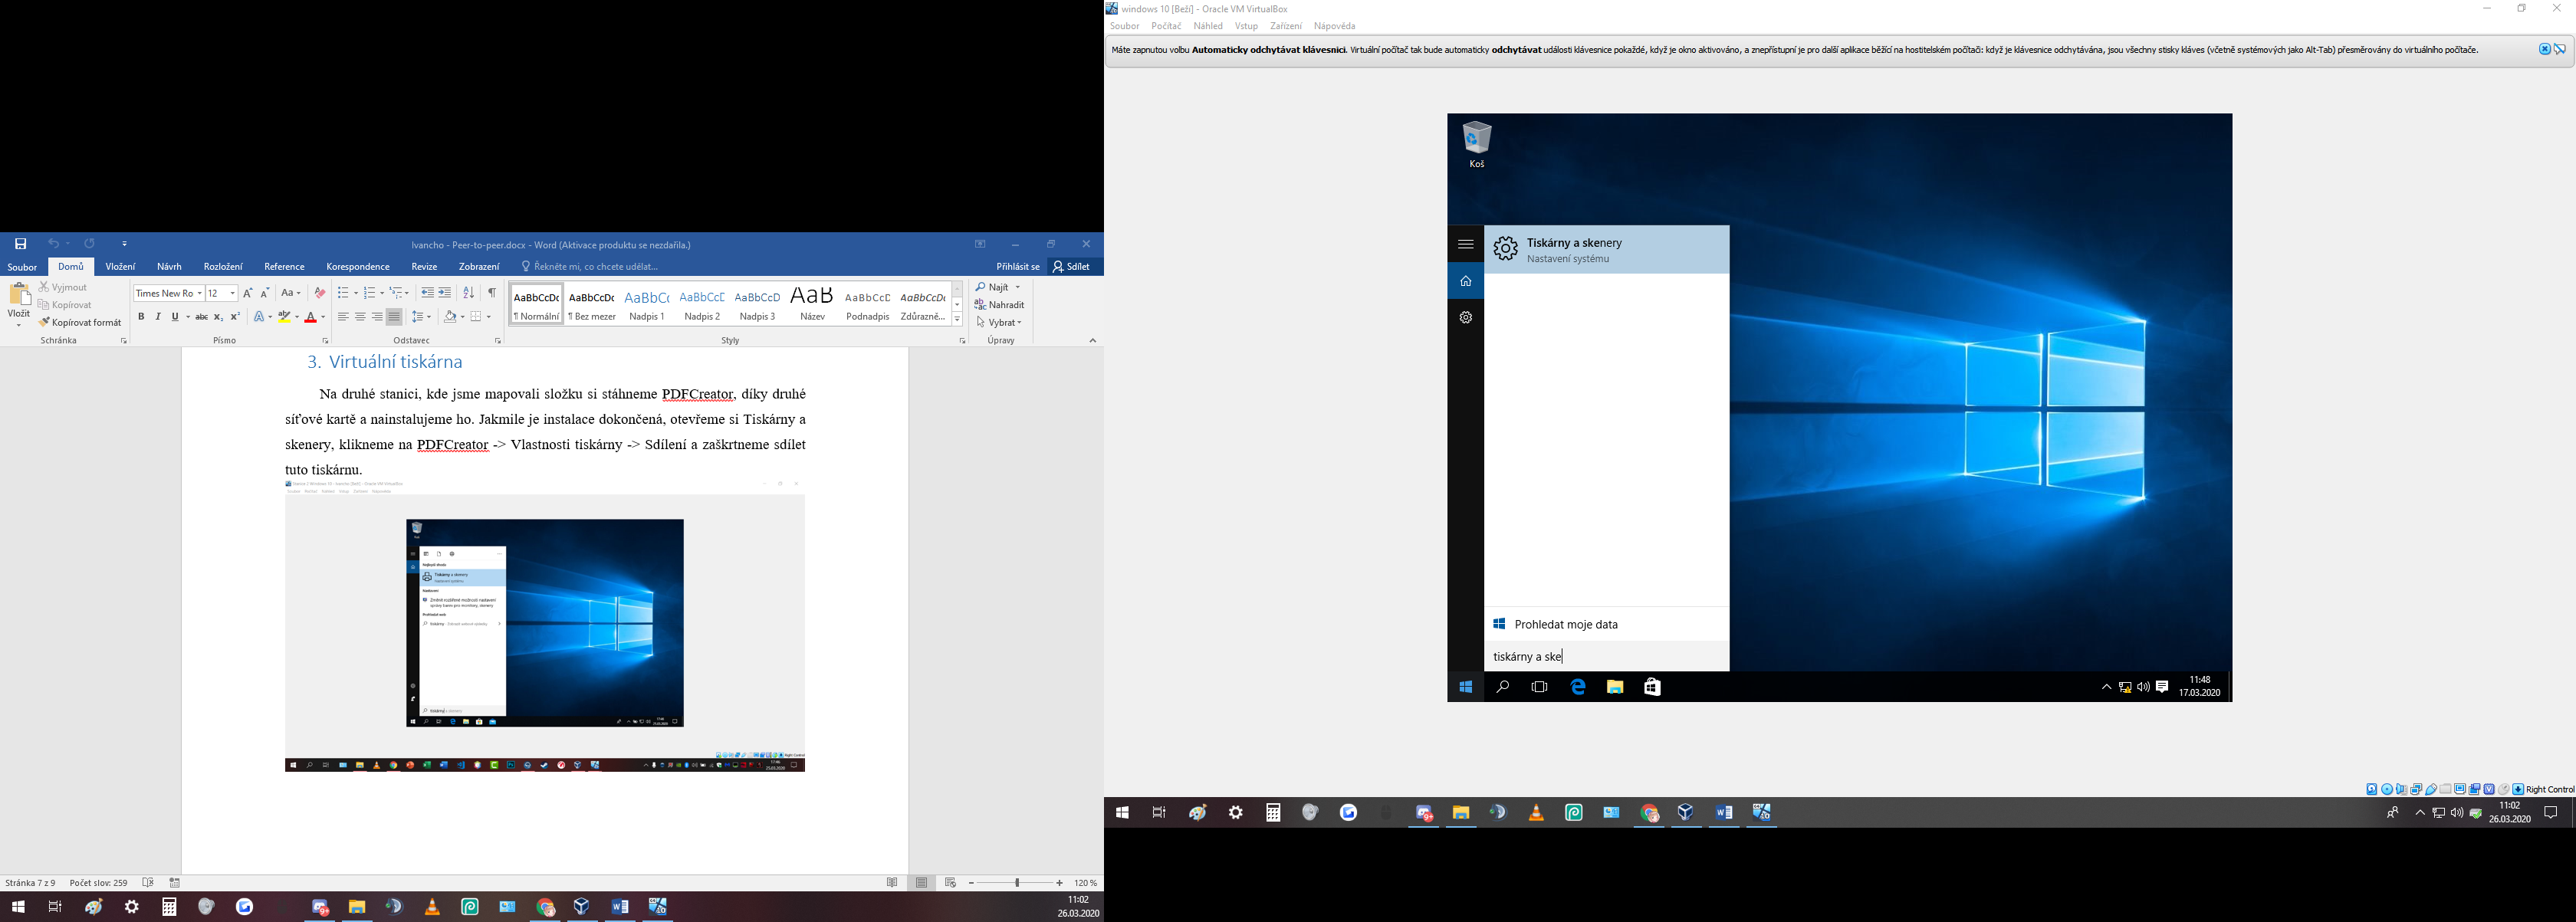 Ivancho - Peer-to-peer.docx - Word (Aktivace produktu se nezdařila.)
Soubor Domů Vložení Návrh Rozložení Reference Korespondence Revize Zobrazení Řekněte mi, co chcete udělat... Přihlásit se Sdílet
Vložit
Vyjmout
Kopírovat
Kopírovat formát
Schránka
Times New Ro 12
Písmo
Odstavec
AaBbCcDc AaBbCcDc AaBbCc AaBbCcE AaBbCcD AaB AaBbCcE AaBbCcDc
¶ Normální ¶ Bez mezer Nadpis 1 Nadpis 2 Nadpis 3 Název Podnadpis Zdůrazně...
Styly
Najít
Nahradit
Vybrat
Úpravy
3. Virtuální tiskárna
Na druhé stanici, kde jsme mapovali složku si stáhneme PDFCreator, díky druhé
síťové kartě a nainstalujeme ho. Jakmile je instalace dokončená, otevřeme si Tiskárny a
skenery, klikneme na PDFCreator -> Vlastnosti tiskárny -> Sdílení a zaškrtneme sdílet
tuto tiskárnu.
Tiskárny a skenery
Stránka 7 z 9 Počet slov: 259 120 %
11:02
26.03.2020
windows 10 [Beží] - Oracle VM VirtualBox
Soubor Počítač Náhled Vstup Zařízení Nápověda
Máte zapnutou volbu Automaticky odchytávat klávesnici. Virtuální počítač tak bude automaticky odchytávat události klávesnice pokaždé, když je okno aktivováno, a znepřístupní je pro další aplikace běžící na hostitelském počítači: když je klávesnice odchytávána, jsou všechny stisky kláves (včetně systémových jako Alt-Tab) přesměrovány do virtuálního počítače.
Koš
Tiskárny a skenery
Nastavení systému
Prohledat moje data
tiskárny a ske
11:48
17.03.2020
Right Control
11:02
26.03.2020